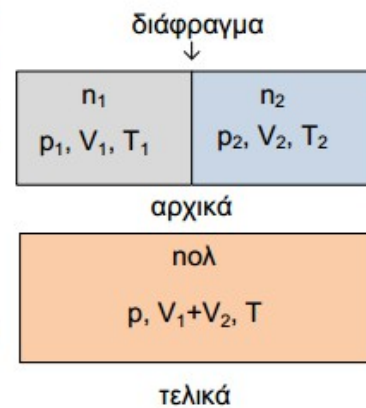 διάφραγμα
↓
n₁ n₂
p₁, V₁, T₁ p₂, V₂, T₂
αρχικά
nολ
p, V₁+V₂, T
τελικά